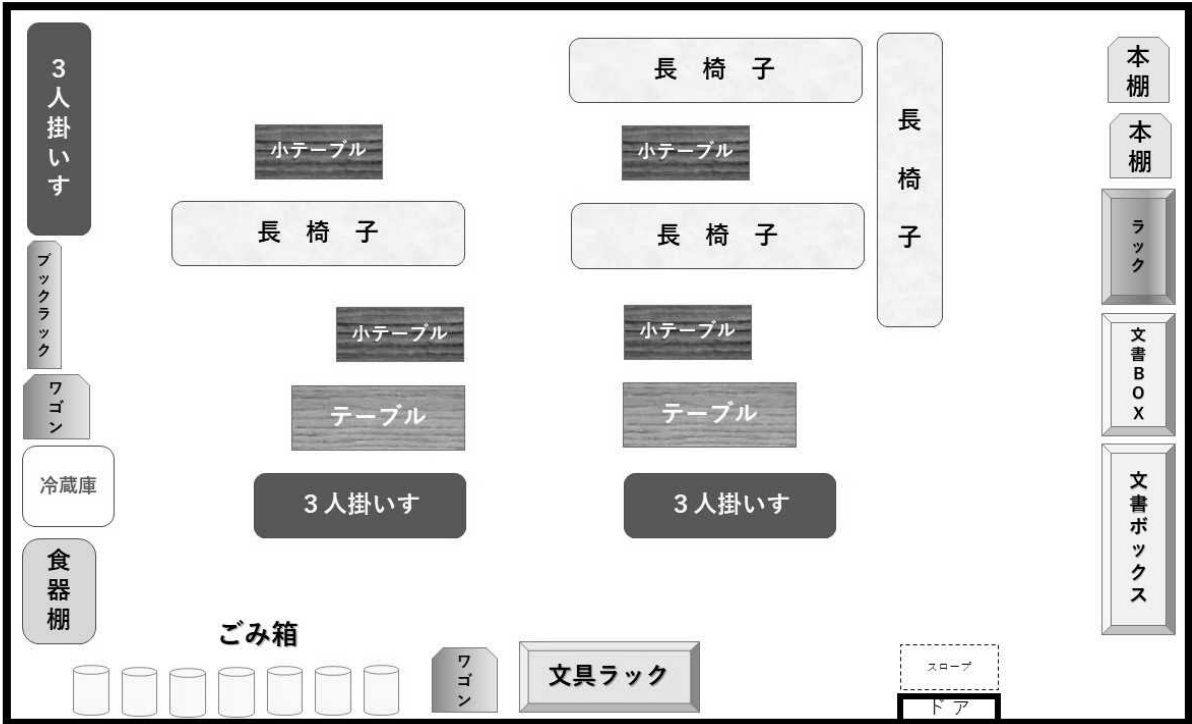 3人掛いす
長椅子
長椅子
本棚
本棚
小テーブル
小テーブル
長椅子
長椅子
ラック
ブックラック
小テーブル
小テーブル
文書BOX
ワゴン
テーブル
テーブル
冷蔵庫
3人掛いす
3人掛いす
文書ボックス
食器棚
ごみ箱
ワゴン
文具ラック
スロープ
ドア